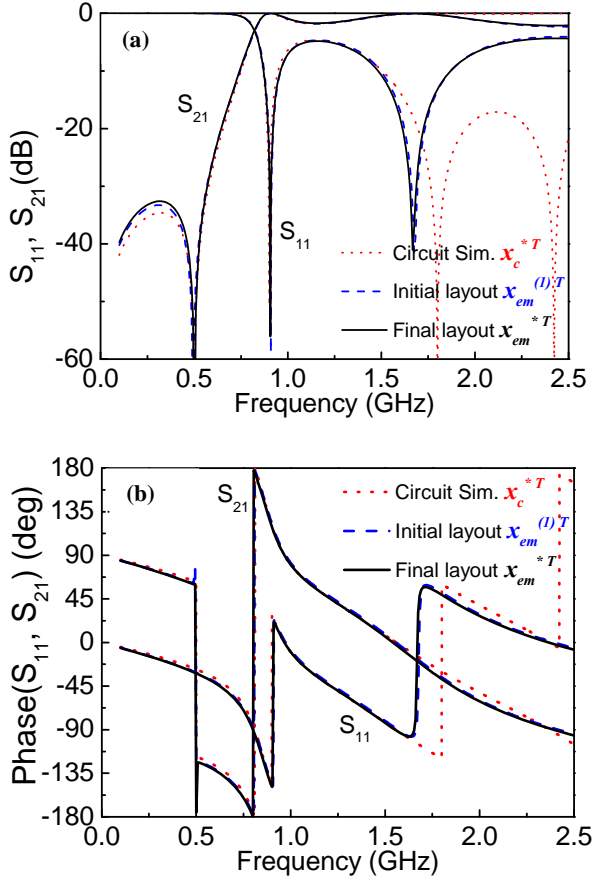 0
(a)
-20
S21
-40
S11
-60
S11, S21(dB)
Circuit Sim. xc* T
Initial layout xem(1) T
Final layout xem* T
0.0 0.5 1.0 1.5 2.0 2.5
Frequency (GHz)
180
(b)
S21
135
90
45
0
-45
-90
S11
-135
-180
Phase(S11, S21) (deg)
Circuit Sim. xc* T
Initial layout xem(1) T
Final layout xem* T
0.0 0.5 1.0 1.5 2.0 2.5
Frequency (GHz)